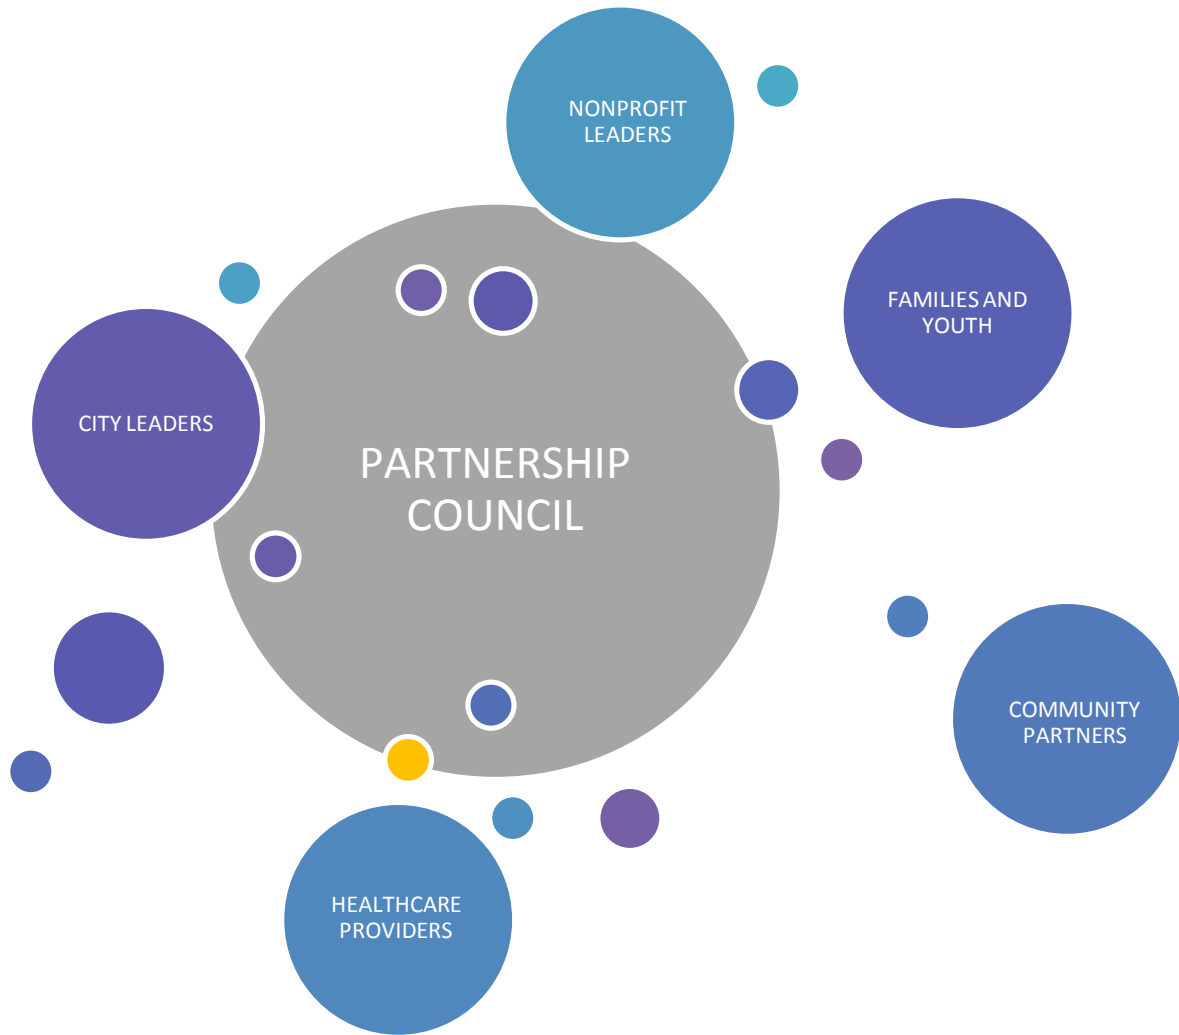 NONPROFIT
LEADERS
FAMILIES AND
YOUTH
CITY LEADERS
PARTNERSHIP
COUNCIL
COMMUNITY
PARTNERS
HEALTHCARE
PROVIDERS